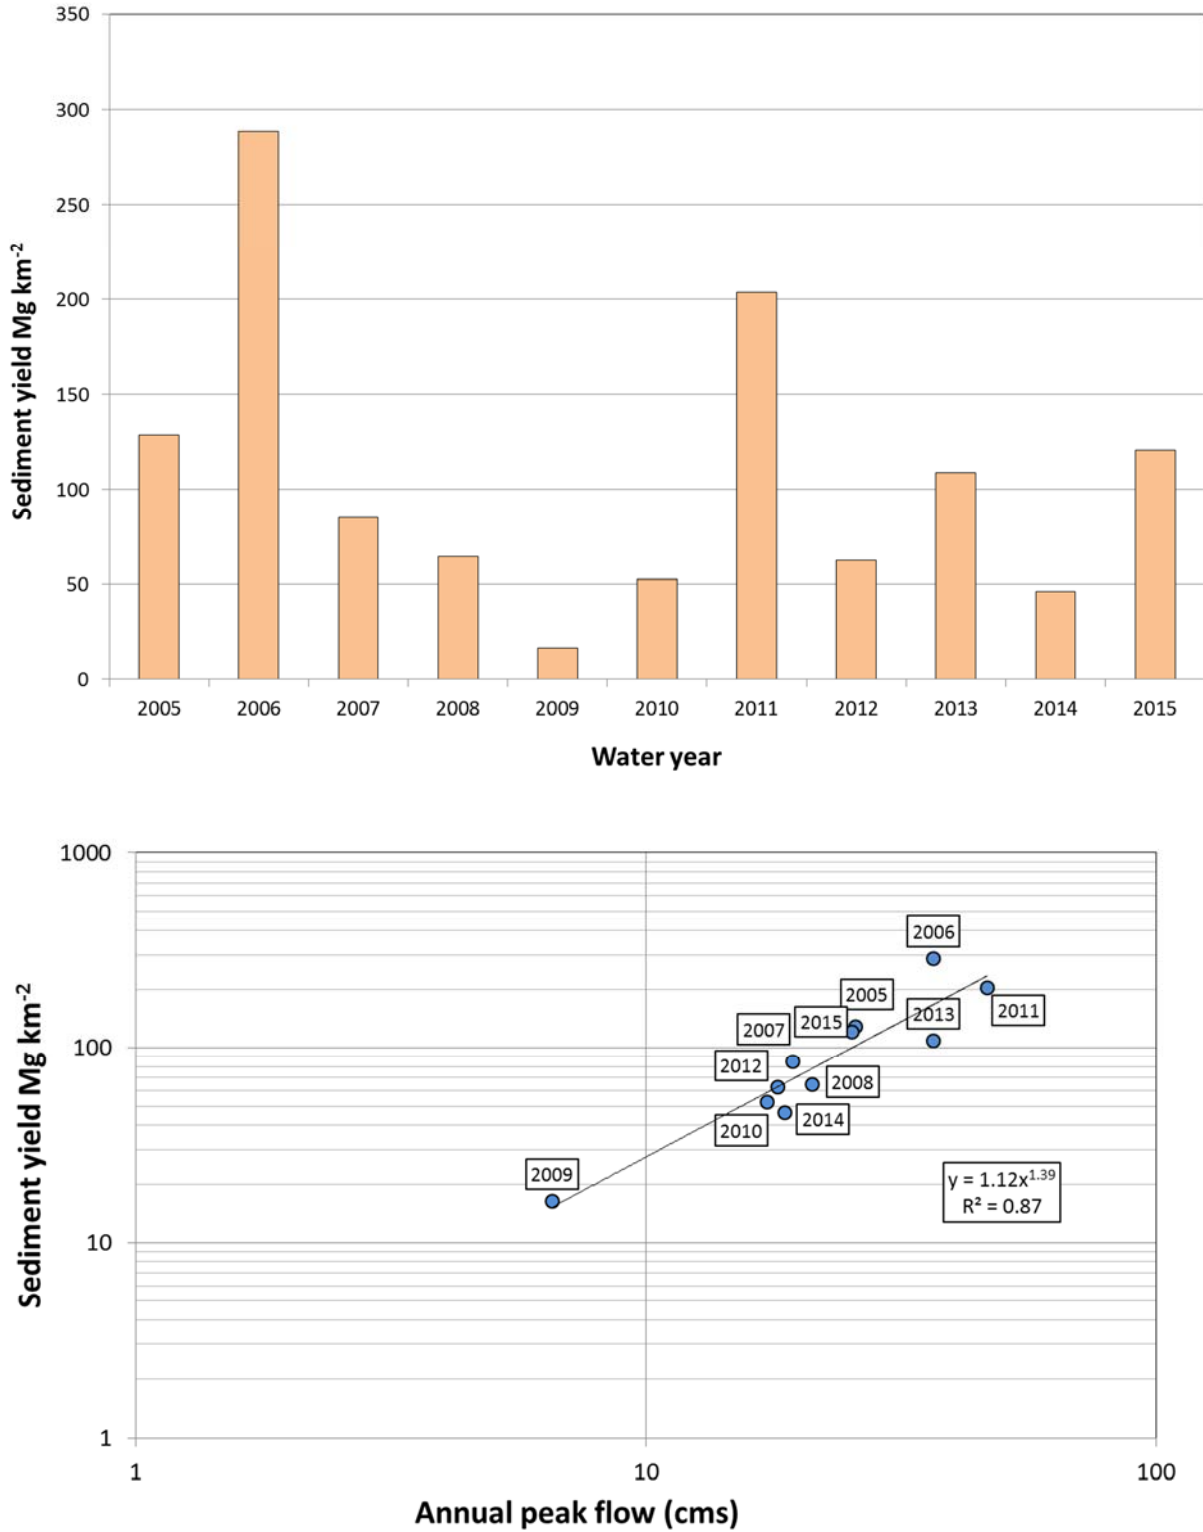 350
300
250
200
150
100
50
0
Sediment yield Mg km-2
2005 2006 2007 2008 2009 2010 2011 2012 2013 2014 2015
Water year
1000
100
10
1
Sediment yield Mg km-2
2006
2005
2011
2013
2015
2007
2012
2008
2014
2010
2009
y = 1.12x1.39
R² = 0.87
1 10 100
Annual peak flow (cms)